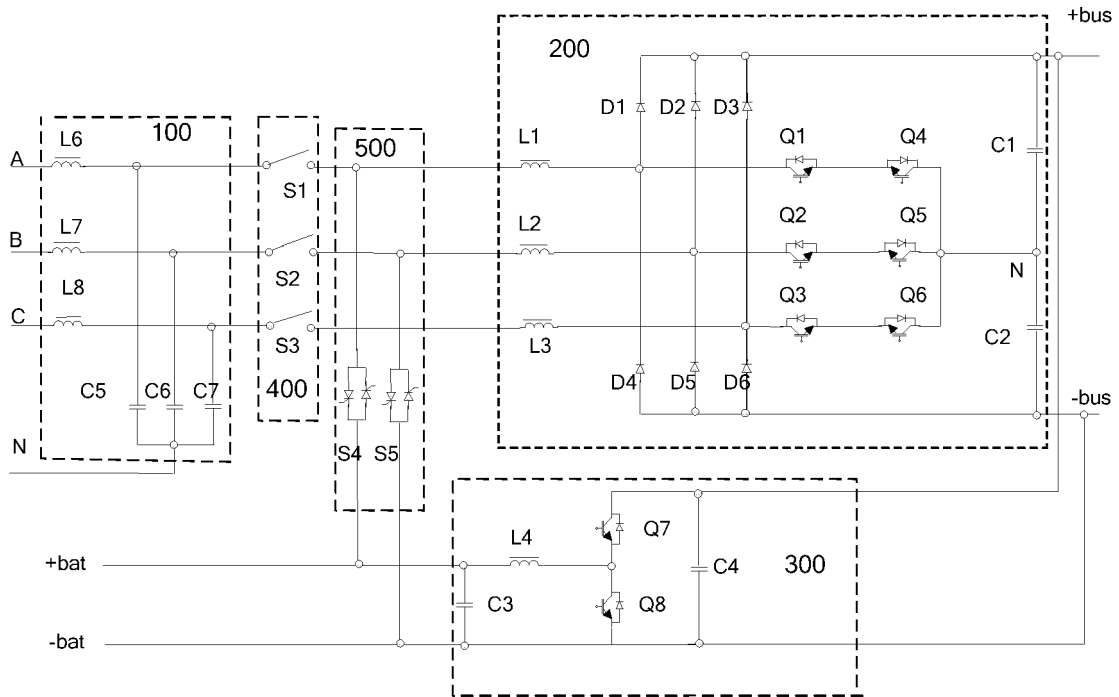 +bus
200
100
L6
A
500
D1 D2 D3
L1
Q1 Q4
C1
S1
L7
B
L2
Q2 Q5
S2
N
L8
C
Q3 Q6
S3
L3
C2
C5 C6 C7
400
D4 D5 D6
-bus
N
S4 S5
L4
Q7
+bat
C4
300
C3
Q8
-bat